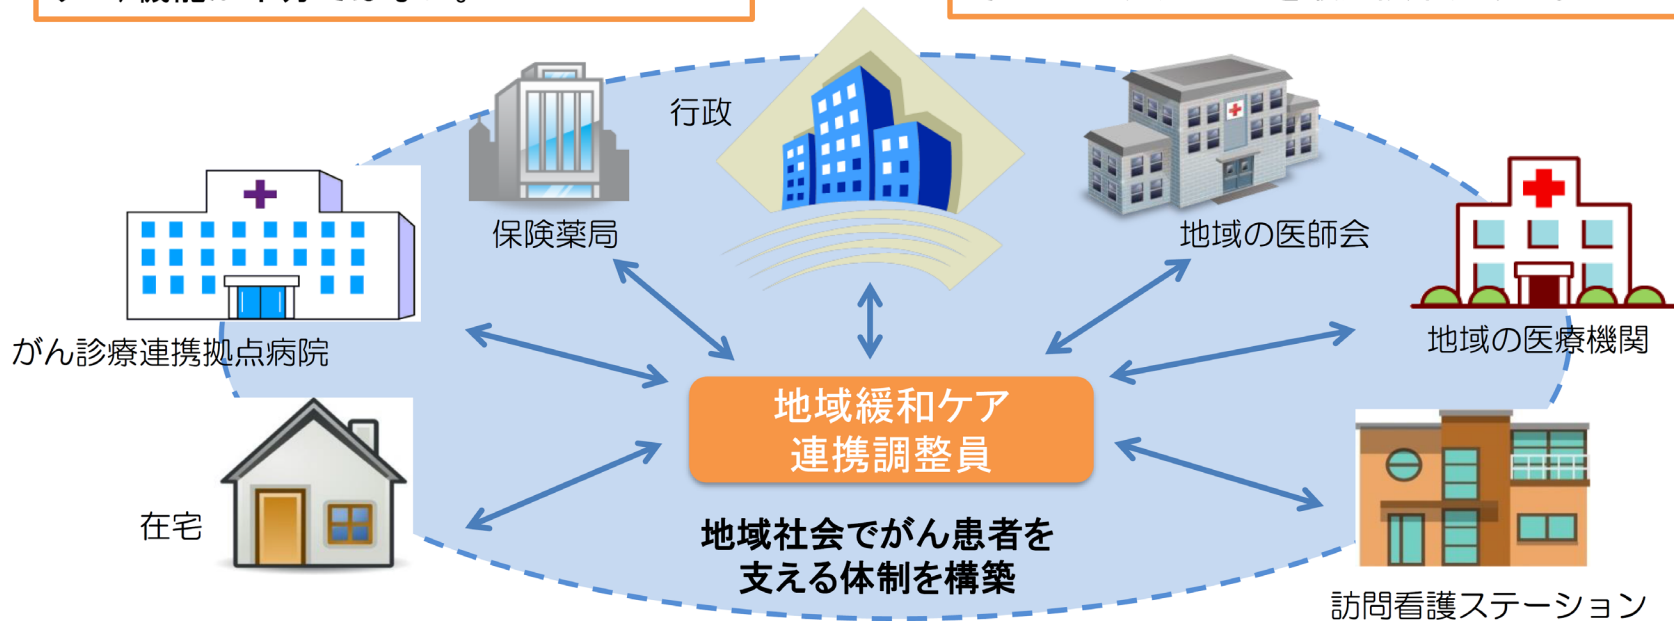 行政
保険薬局
地域の医師会
がん診療連携拠点病院
地域の医療機関
地域緩和ケア
連携調整員
在宅
地域社会でがん患者を
支える体制を構築
訪問看護ステーション